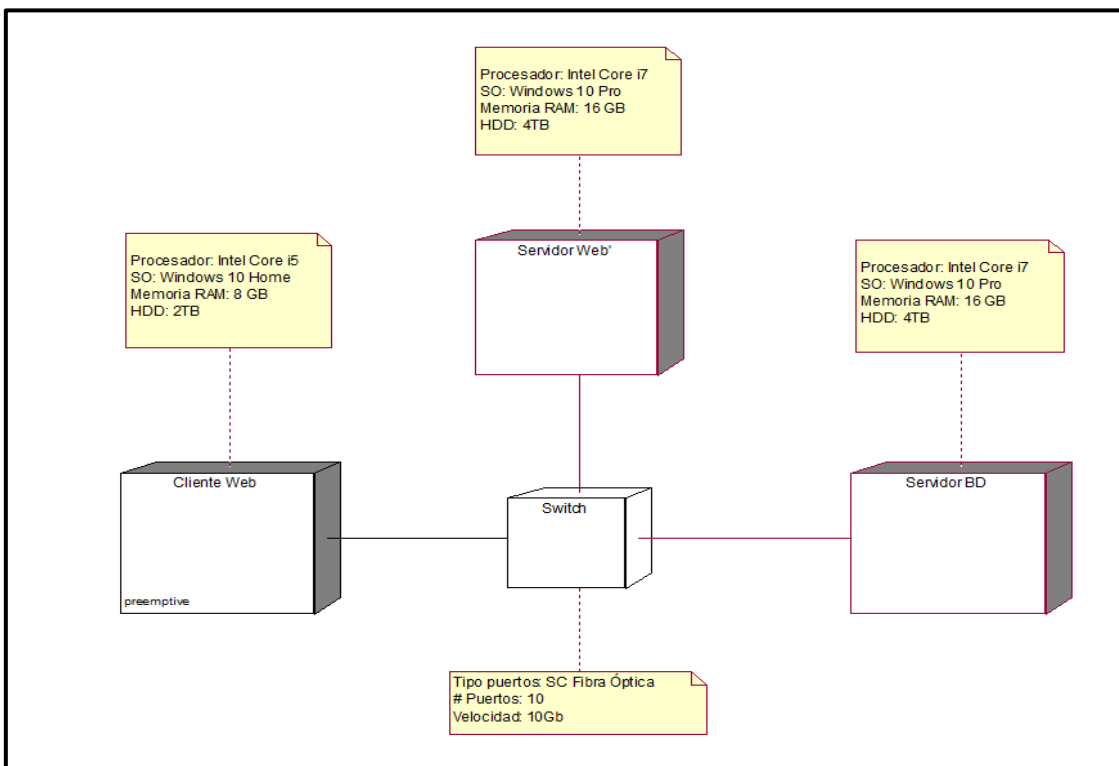 Procesador: Intel Core i7
SO: Windows 10 Pro
Memoria RAM: 16 GB
HDD: 4TB
Servidor Web'
Procesador: Intel Core i5
SO: Windows 10 Home
Memoria RAM: 8 GB
HDD: 2TB
Procesador: Intel Core i7
SO: Windows 10 Pro
Memoria RAM: 16 GB
HDD: 4TB
Cliente Web
preemptive
Switch
Servidor BD
Tipo puertos: SC Fibra Óptica
# Puertos: 10
Velocidad: 10Gb